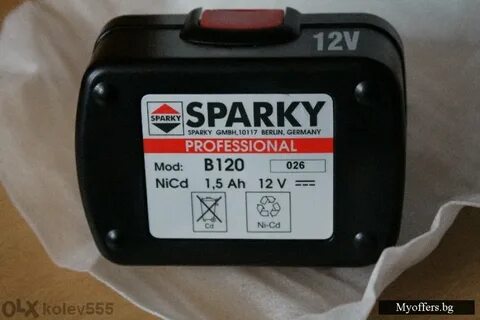 12V
SPARKY SPARKY
SPARKY GMBH,10117 BERLIN, GERMANY
PROFESSIONAL
Mod: B120 026
NiCd 1,5 Ah 12 V
Cd Ni-Cd
OLX kolev555
Myoffers.bg